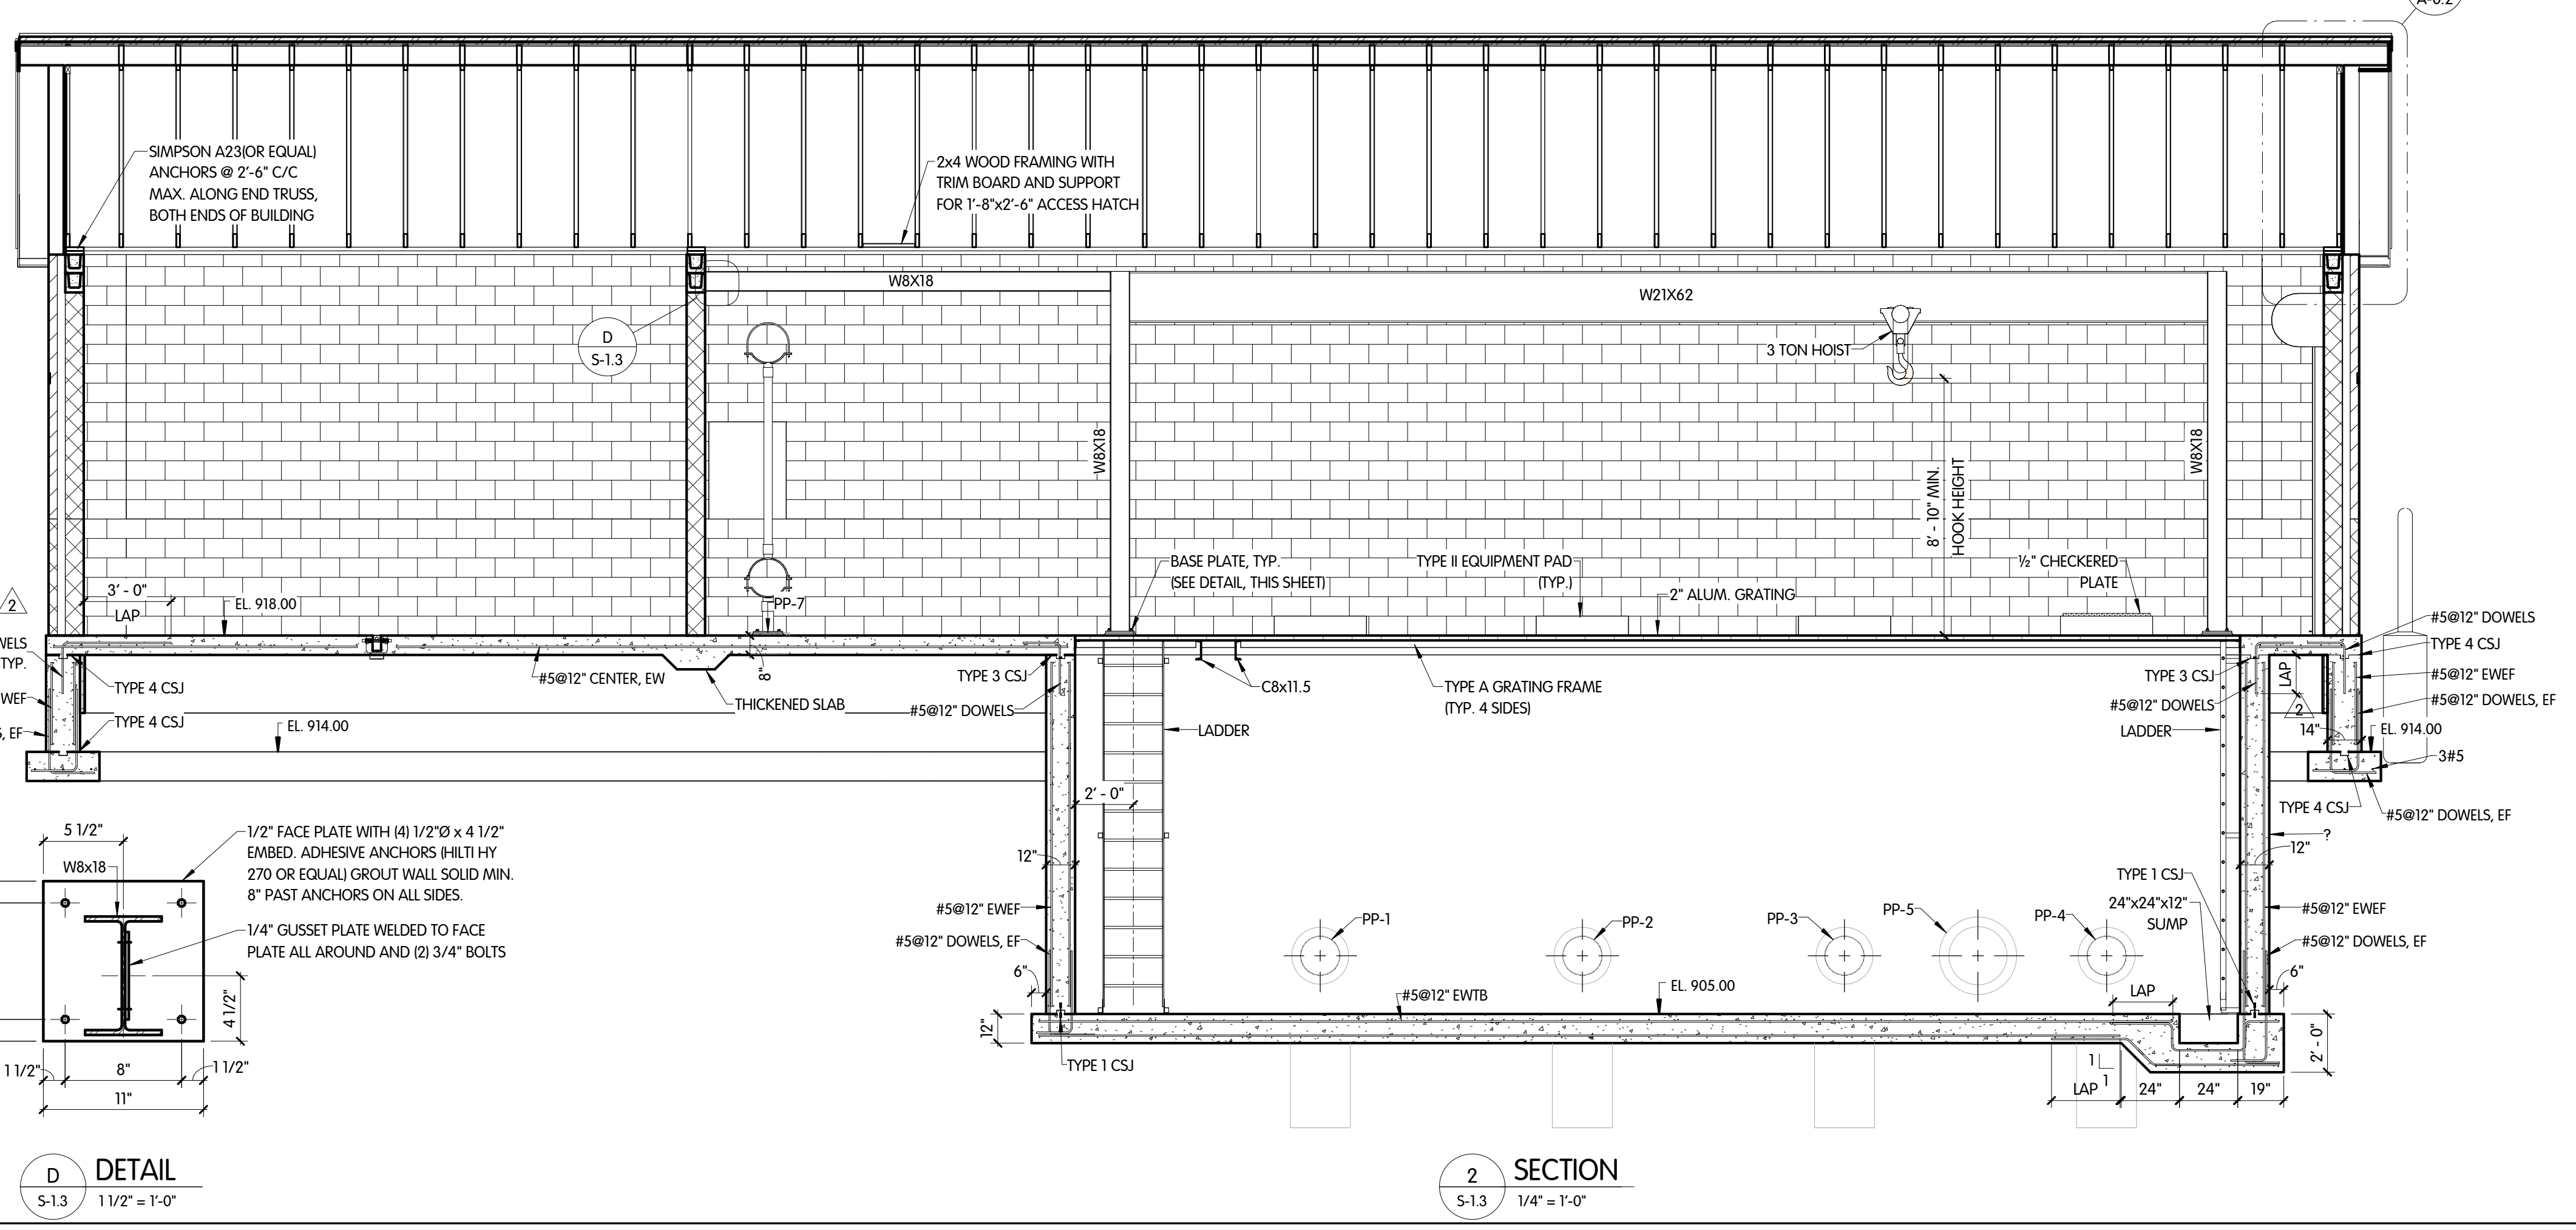 A-0.2
SIMPSON A23(OR EQUAL)
ANCHORS @ 2'-6" C/C
MAX. ALONG END TRUSS,
BOTH ENDS OF BUILDING
2x4 WOOD FRAMING WITH
TRIM BOARD AND SUPPORT
FOR 1'-8"x2'-6" ACCESS HATCH
W8X18
W21X62
D
S-1.3
3 TON HOIST
W8X18
W8X18
8' - 10" MIN.
HOOK HEIGHT
BASE PLATE, TYP.
(SEE DETAIL, THIS SHEET)
TYPE II EQUIPMENT PAD
(TYP.)
½" CHECKERED
PLATE
2" ALUM. GRATING
2
3' - 0"
LAP
EL. 918.00
PP-7
TYP.
EWEF
, EF
TYPE 4 CSJ
TYPE 4 CSJ
EL. 914.00
#5@12" CENTER, EW
THICKENED SLAB
8"
TYPE 3 CSJ
#5@12" DOWELS
C8x11.5
LADDER
TYPE A GRATING FRAME
(TYP. 4 SIDES)
TYPE 3 CSJ
#5@12" DOWELS
LADDER
LAP
2
14"
#5@12" DOWELS
TYPE 4 CSJ
#5@12" EWEF
#5@12" DOWELS, EF
EL. 914.00
3#5
TYPE 4 CSJ
#5@12" DOWELS, EF
2' - 0"
12"
?
12"
#5@12" EWEF
#5@12" DOWELS, EF
6"
PP-1
PP-2
PP-3
PP-5
PP-4
TYPE 1 CSJ
24"x24"x12"
SUMP
#5@12" EWEF
#5@12" DOWELS, EF
6"
#5@12" EWTB
EL. 905.00
LAP
12"
TYPE 1 CSJ
1
1
LAP
24"
24"
19"
2' - 0"
5 1/2"
W8x18
1/2" FACE PLATE WITH (4) 1/2"Ø x 4 1/2"
EMBED. ADHESIVE ANCHORS (HILTI HY
270 OR EQUAL) GROUT WALL SOLID MIN.
8" PAST ANCHORS ON ALL SIDES.
1/4" GUSSET PLATE WELDED TO FACE
PLATE ALL AROUND AND (2) 3/4" BOLTS
4 1/2"
1 1/2"
8"
1 1/2"
11"
D
S-1.3
DETAIL
1 1/2" = 1'-0"
2
S-1.3
SECTION
1/4" = 1'-0"